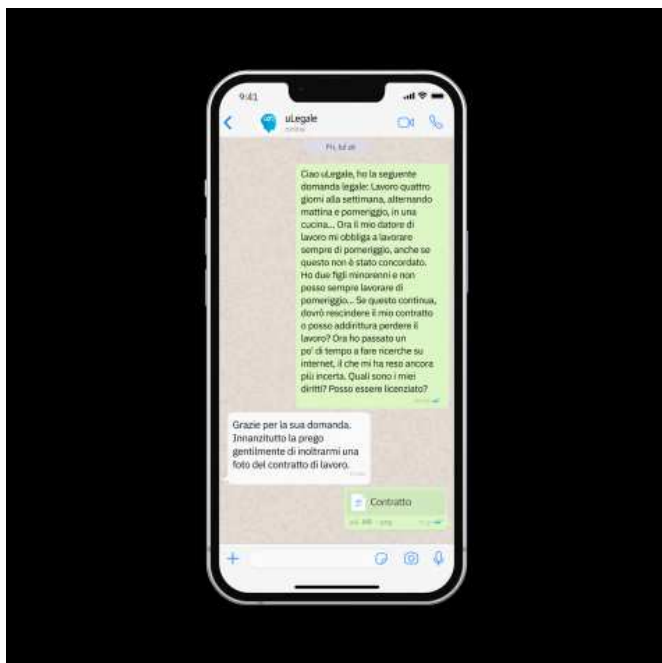 9:41
uLegale
online
Ciao uLegale, ho la seguente
domanda legale: Lavoro quattro
giorni alla settimana, alternando
mattina e pomeriggio, in una
cucina... Ora il mio datore di
lavoro mi obbliga a lavorare
sempre di pomeriggio, anche se
questo non è stato concordato.
Ho due figli minorenni e non
posso sempre lavorare di
pomeriggio... Se questo continua,
dovrò rescindere il mio contratto
o posso addirittura perdere il
lavoro? Ora ho passato un
po' di tempo a fare ricerche su
internet, il che mi ha reso ancora
più incerta. Quali sono i miei
diritti? Posso essere licenziato?
Grazie per la sua domanda.
Innanzitutto la prego
gentilmente di inoltrarmi una
foto del contratto di lavoro.
Contratto